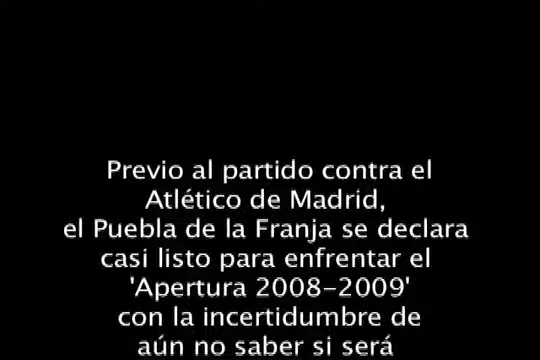 Previo al partido contra el
Atlético de Madrid,
el Puebla de la Franja se declara
casi listo para enfrentar el
'Apertura 2008-2009'
con la incertidumbre de
aún no saber si será